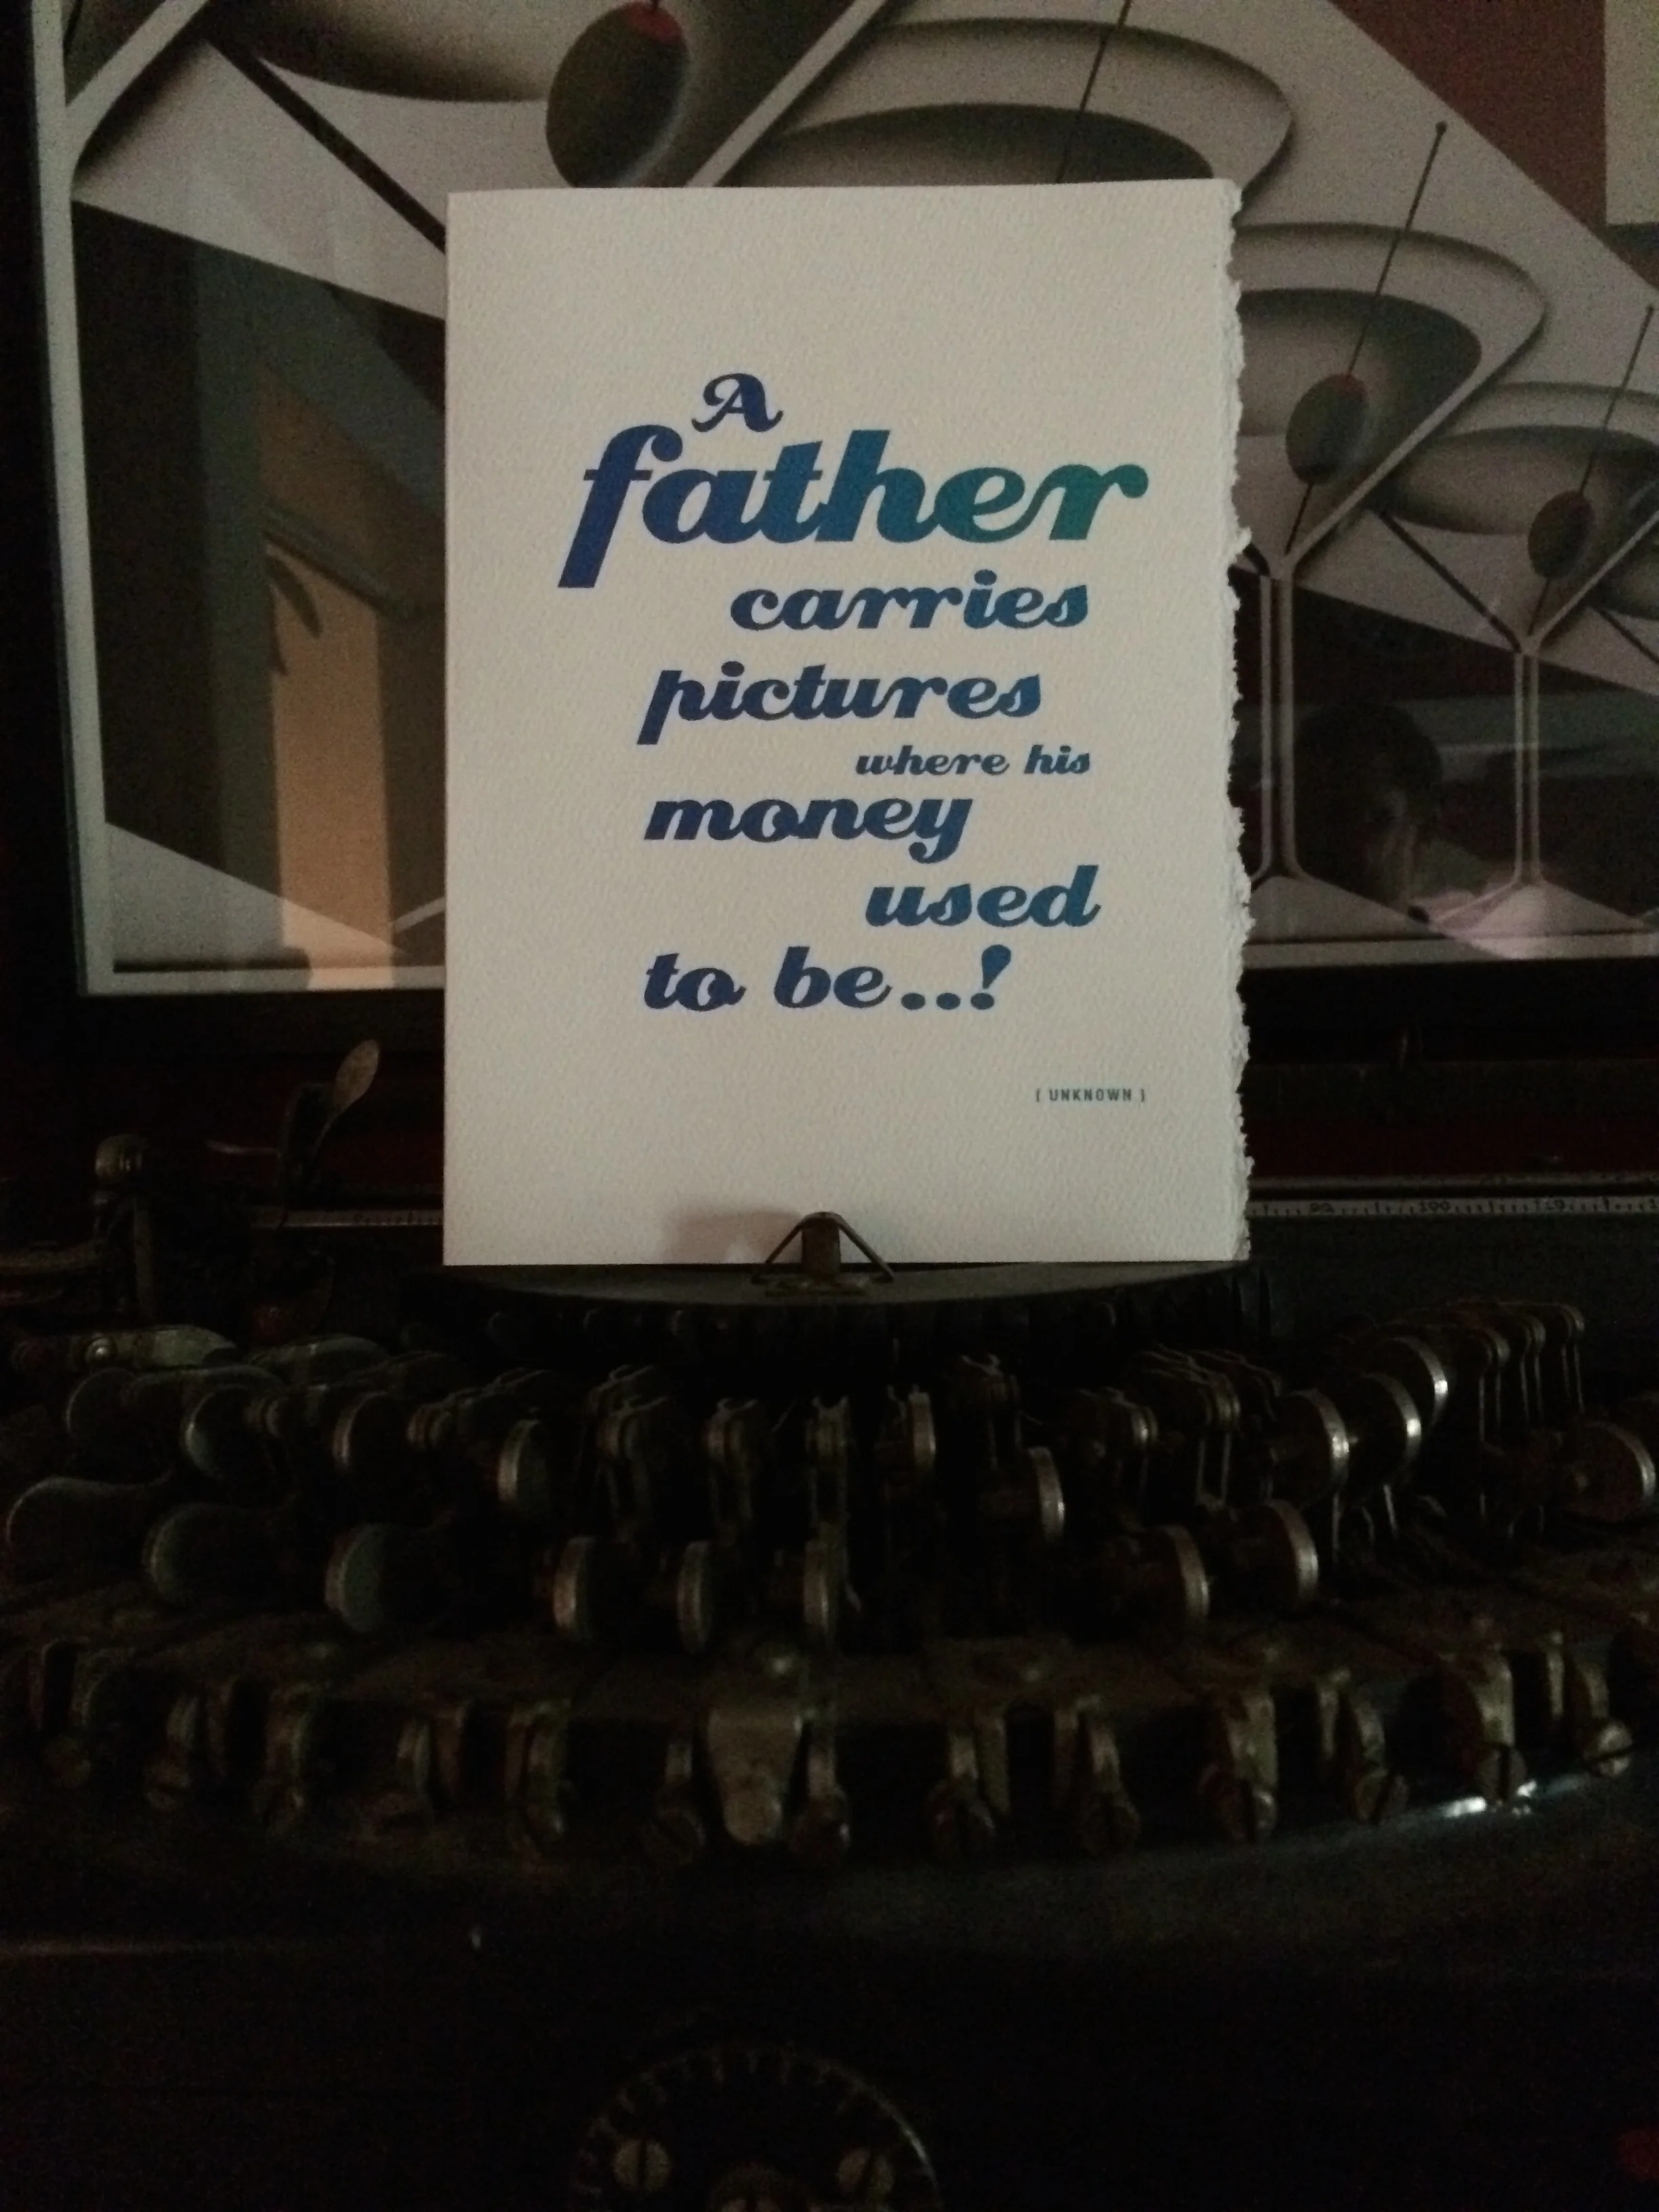 A
father
carries
pictures
where his
money
used
to be..!
[ UNKNOWN ]